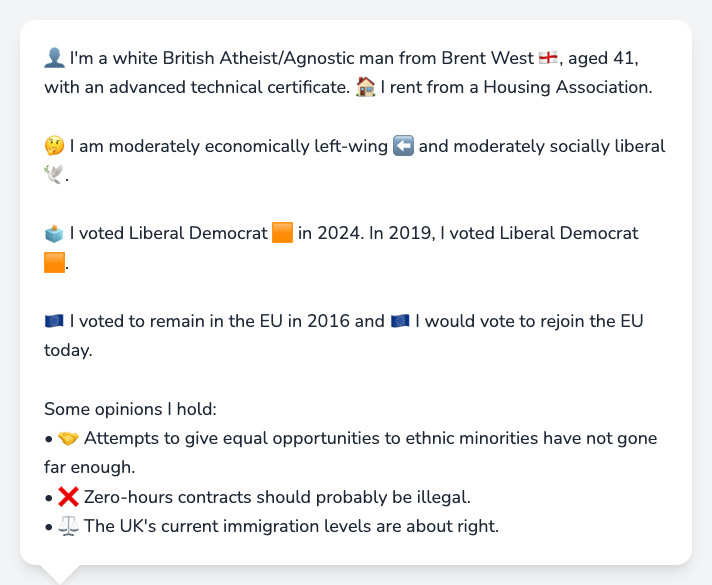 👤 I'm a white British Atheist/Agnostic man from Brent West 🏴󠁧󠁢󠁥󠁮󠁧󠁿, aged 41,
with an advanced technical certificate. 🏠 I rent from a Housing Association.
🤔 I am moderately economically left-wing ⬅️ and moderately socially liberal
🕊️.
🗳️ I voted Liberal Democrat 🟧 in 2024. In 2019, I voted Liberal Democrat
🟧.
🇪🇺 I voted to remain in the EU in 2016 and 🇪🇺 I would vote to rejoin the EU
today.
Some opinions I hold:
• 🤝 Attempts to give equal opportunities to ethnic minorities have not gone
far enough.
• ❌ Zero-hours contracts should probably be illegal.
• ⚖️ The UK's current immigration levels are about right.